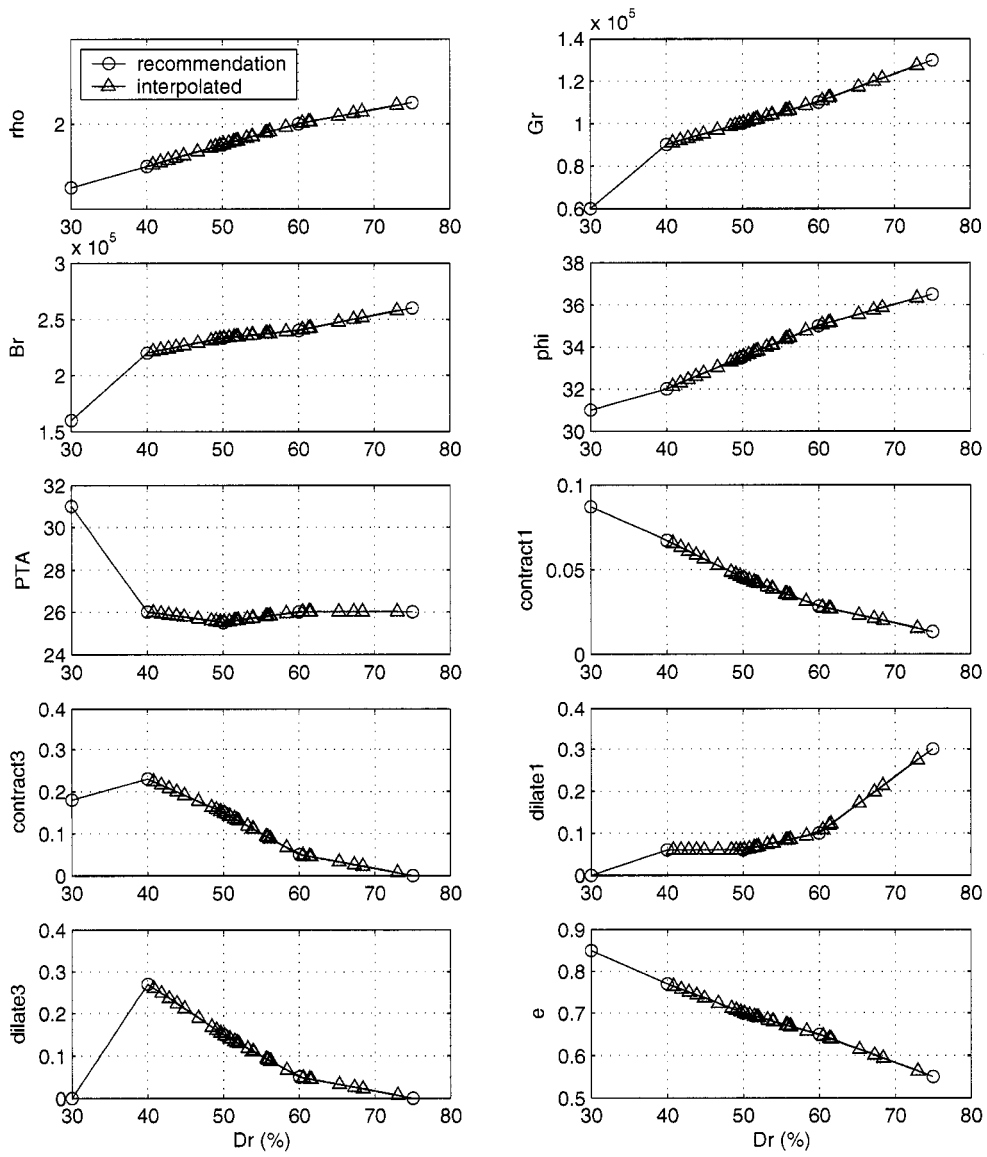 recommendation
interpolated
rho
2
30 40 50 60 70 80
x 10^5
Gr
1.4
1.2
1
0.8
0.6
30 40 50 60 70 80
x 10^5
Br
3
2.5
2
1.5
30 40 50 60 70 80
phi
38
36
34
32
30
30 40 50 60 70 80
PTA
32
30
28
26
24
30 40 50 60 70 80
contract1
0.1
0.05
0
30 40 50 60 70 80
contract3
0.4
0.3
0.2
0.1
0
30 40 50 60 70 80
dilate1
0.4
0.3
0.2
0.1
0
30 40 50 60 70 80
dilate3
0.4
0.3
0.2
0.1
0
30 40 50 60 70 80
Dr (%)
e
0.9
0.8
0.7
0.6
0.5
30 40 50 60 70 80
Dr (%)